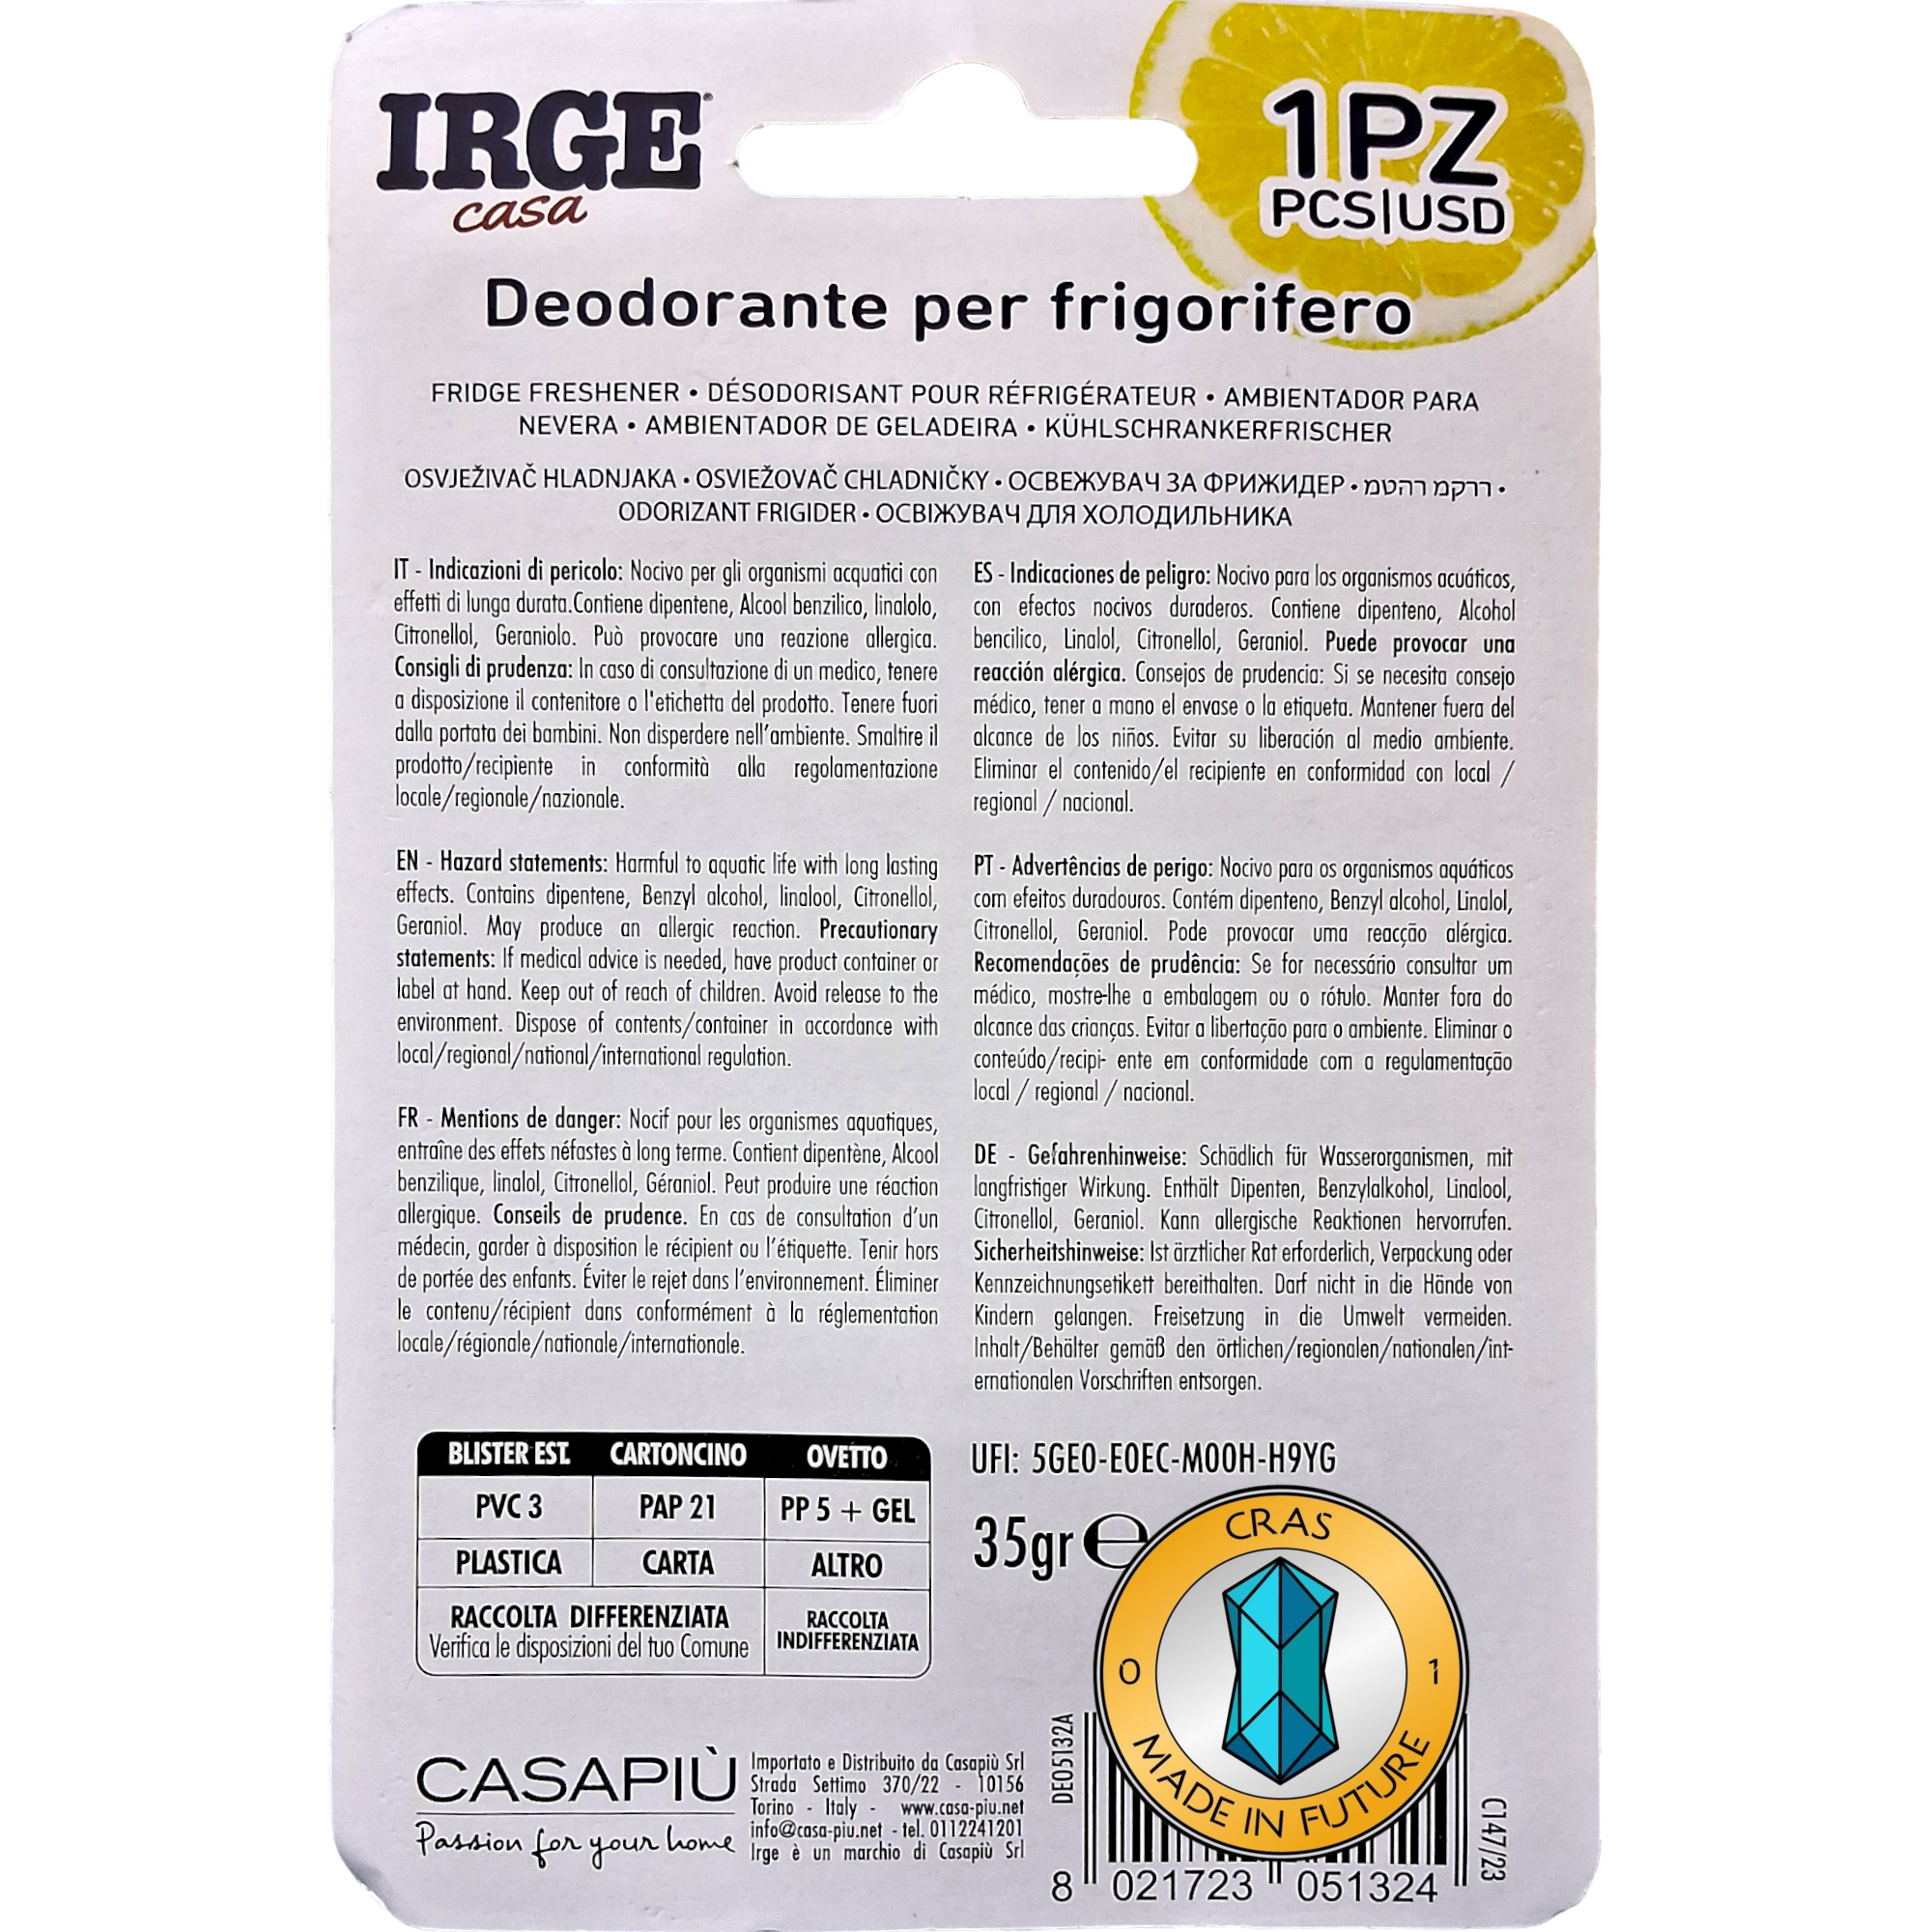 IRGE®
casa
1PZ
PCS|USD
Deodorante per frigorifero
FRIDGE FRESHENER • DÉSODORISANT POUR RÉFRIGÉRATEUR • AMBIENTADOR PARA
NEVERA • AMBIENTADOR DE GELADEIRA • KÜHLSCHRANKERFRISCHER
OSVJEŽIVAČ HLADNJAKA • OSVIEŽOVAČ CHLADNIČKY • ОСВЕЖУВАЧ ЗА ФРИЖИДЕР • מטהר מקרר •
ODORIZANT FRIGIDER • ОСВІЖУВАЧ ДЛЯ ХОЛОДИЛЬНИКА
IT - Indicazioni di pericolo: Nocivo per gli organismi acquatici con
effetti di lunga durata.Contiene dipentene, Alcool benzilico, linalolo,
Citronellol, Geraniolo. Può provocare una reazione allergica.
Consigli di prudenza: In caso di consultazione di un medico, tenere
a disposizione il contenitore o l'etichetta del prodotto. Tenere fuori
dalla portata dei bambini. Non disperdere nell'ambiente. Smaltire il
prodotto/recipiente in conformità alla regolamentazione
locale/regionale/nazionale.
EN - Hazard statements: Harmful to aquatic life with long lasting
effects. Contains dipentene, Benzyl alcohol, linalool, Citronellol,
Geraniol. May produce an allergic reaction. Precautionary
statements: If medical advice is needed, have product container or
label at hand. Keep out of reach of children. Avoid release to the
environment. Dispose of contents/container in accordance with
local/regional/national/international regulation.
FR - Mentions de danger: Nocif pour les organismes aquatiques,
entraîne des effets néfastes à long terme. Contient dipentène, Alcool
benzilique, linalol, Citronellol, Géraniol. Peut produire une réaction
allergique. Conseils de prudence. En cas de consultation d'un
médecin, garder à disposition le récipient ou l'étiquette. Tenir hors
de portée des enfants. Éviter le rejet dans l'environnement. Éliminer
le contenu/récipient dans conformément à la réglementation
locale/régionale/nationale/internationale.
ES - Indicaciones de peligro: Nocivo para los organismos acuáticos,
con efectos nocivos duraderos. Contiene dipenteno, Alcohol
bencilico, Linalol, Citronellol, Geraniol. Puede provocar una
reacción alérgica. Consejos de prudencia: Si se necesita consejo
médico, tener a mano el envase o la etiqueta. Mantener fuera del
alcance de los niños. Evitar su liberación al medio ambiente.
Eliminar el contenido/el recipiente en conformidad con local /
regional / nacional.
PT - Advertências de perigo: Nocivo para os organismos aquáticos
com efeitos duradouros. Contém dipenteno, Benzyl alcohol, Linalol,
Citronellol, Geraniol. Pode provocar uma reacção alérgica.
Recomendações de prudência: Se for necessário consultar um
médico, mostre-lhe a embalagem ou o rótulo. Manter fora do
alcance das crianças. Evitar a libertação para o ambiente. Eliminar o
conteúdo/recipi- ente em conformidade com a regulamentação
local / regional / nacional.
DE - Gefahrenhinweise: Schädlich für Wasserorganismen, mit
langfristiger Wirkung. Enthält Dipenten, Benzylalkohol, Linalool,
Citronellol, Geraniol. Kann allergische Reaktionen hervorrufen.
Sicherheitshinweise: Ist ärztlicher Rat erforderlich, Verpackung oder
Kennzeichnungsetikett bereithalten. Darf nicht in die Hände von
Kindern gelangen. Freisetzung in die Umwelt vermeiden.
Inhalt/Behälter gemäß den örtlichen/regionalen/nationalen/int-
ernationalen Vorschriften entsorgen.
BLISTER EST. CARTONCINO OVETTO
PVC 3 PAP 21 PP 5 + GEL
PLASTICA CARTA ALTRO
RACCOLTA DIFFERENZIATA
Verifica le disposizioni del tuo Comune
RACCOLTA
INDIFFERENZIATA
UFI: 5GE0-E0EC-M00H-H9YG
35gr ℮
CRAS
0 1
MADE IN FUTURE
CASAPIÙ
Passion for your home
Importato e Distribuito da Casapiù Srl
Strada Settimo 370/22 - 10156
Torino - Italy - www.casa-piu.net
info@casa-piu.net - tel. 0112241201
Irge è un marchio di Casapiù Srl
DEO5132A
C147/23
8 021723 051324